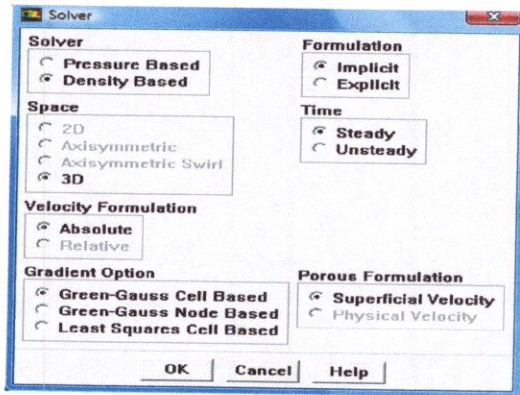 Solver
Solver
Pressure Based
Density Based
Formulation
Implicit
Explicit
Space
2D
Axisymmetric
Axisymmetric Swirl
3D
Time
Steady
Unsteady
Velocity Formulation
Absolute
Relative
Gradient Option
Green-Gauss Cell Based
Green-Gauss Node Based
Least Squares Cell Based
Porous Formulation
Superficial Velocity
Physical Velocity
OK
Cancel
Help